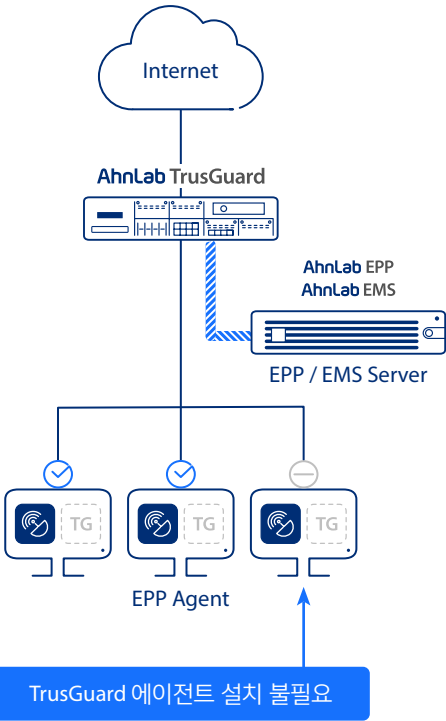 Internet
AhnLab TrusGuard
AhnLab EPP
AhnLab EMS
EPP / EMS Server
TG
TG
TG
EPP Agent
TrusGuard 에이전트 설치 불필요